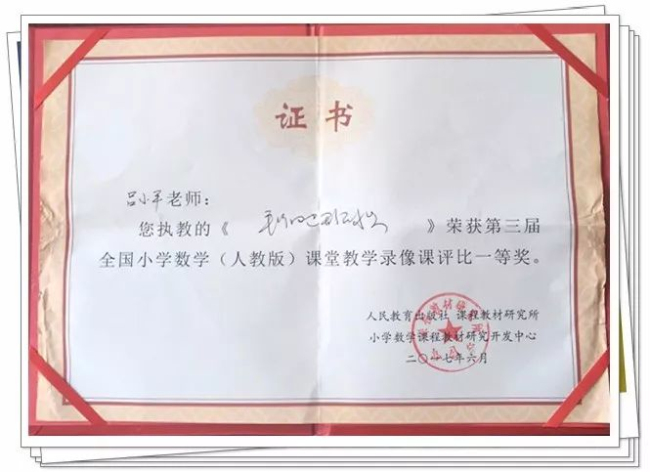 证书
吕小军老师：
您执教的《 》荣获第三届
全国小学数学（人教版）课堂教学录像课评比一等奖。
人民教育出版社 课程教材研究所
小学数学课程教材研究开发中心
二〇一七年六月